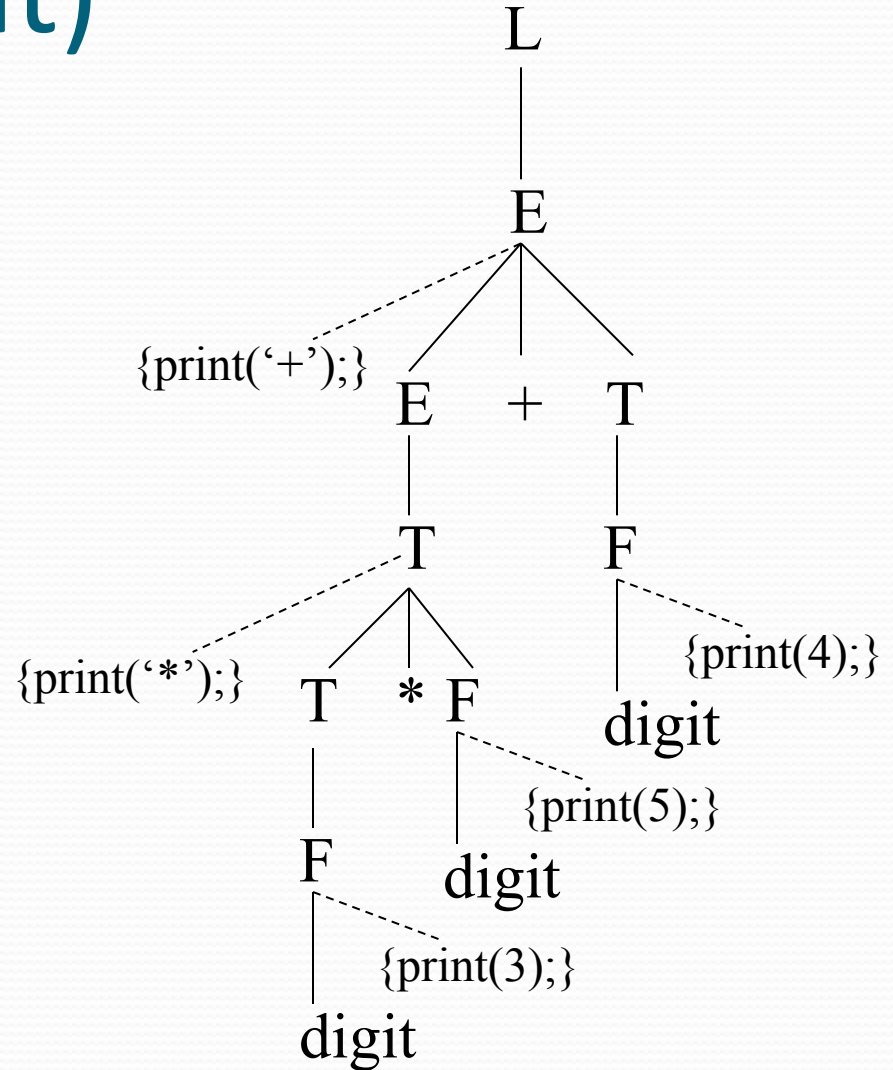 t)
L
E
{print(‘+’);}
E + T
T F
{print(‘*’);} {print(4);}
T * F
digit
{print(5);}
F
digit
{print(3);}
digit